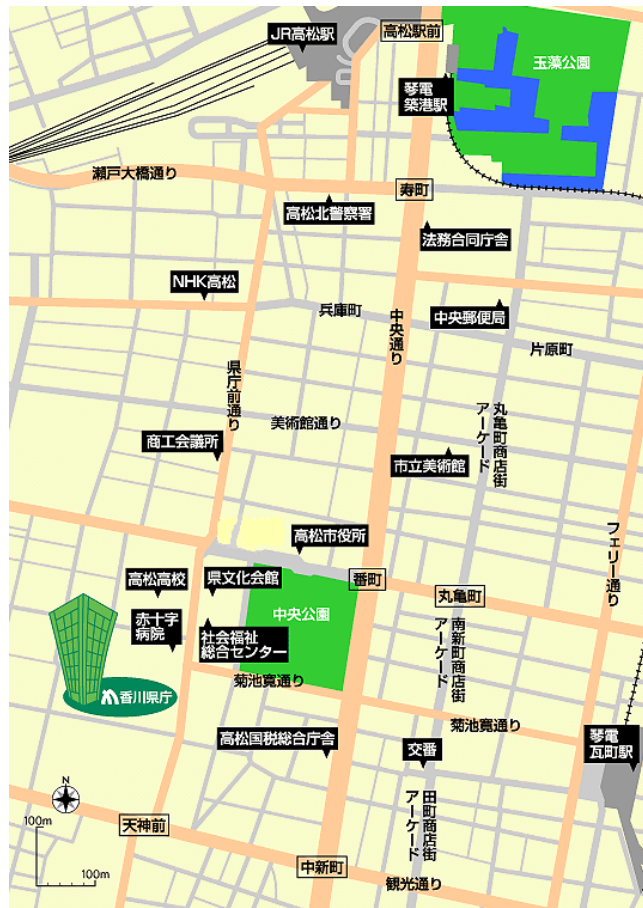 JR高松駅
高松駅前
玉藻公園
琴電
築港駅
瀬戸大橋通り
寿町
高松北警察署
法務合同庁舎
NHK高松
兵庫町
中央通り
中央郵便局
片原町
県庁前通り
丸亀町商店街
アーケード
美術館通り
商工会議所
市立美術館
フェリー通り
高松市役所
高松高校
県文化会館
番町
丸亀町
中央公園
赤十字
病院
社会福祉
総合センター
南新町商店街
アーケード
菊池寛通り
香川県庁
菊池寛通り
高松国税総合庁舎
交番
琴電
瓦町駅
N
100m
100m
天神前
田町商店街
アーケード
中新町
観光通り